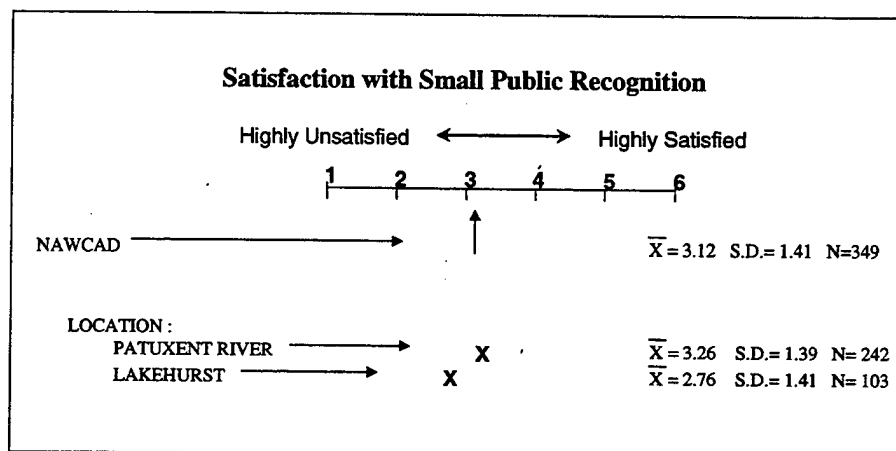 Satisfaction with Small Public Recognition
Highly Unsatisfied Highly Satisfied
1 2 3 4 5 6
NAWCAD X̅ = 3.12 S.D.= 1.41 N=349
LOCATION :
PATUXENT RIVER X X̅ = 3.26 S.D.= 1.39 N= 242
LAKEHURST X X̅ = 2.76 S.D.= 1.41 N= 103